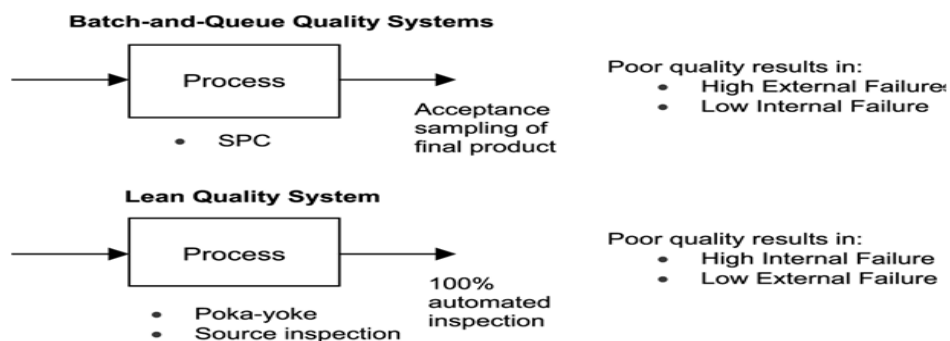 Batch-and-Queue Quality Systems
Process
• SPC
Acceptance
sampling of
final product
Poor quality results in:
• High External Failure
• Low Internal Failure
Lean Quality System
Process
• Poka-yoke
• Source inspection
100%
automated
inspection
Poor quality results in:
• High Internal Failure
• Low External Failure